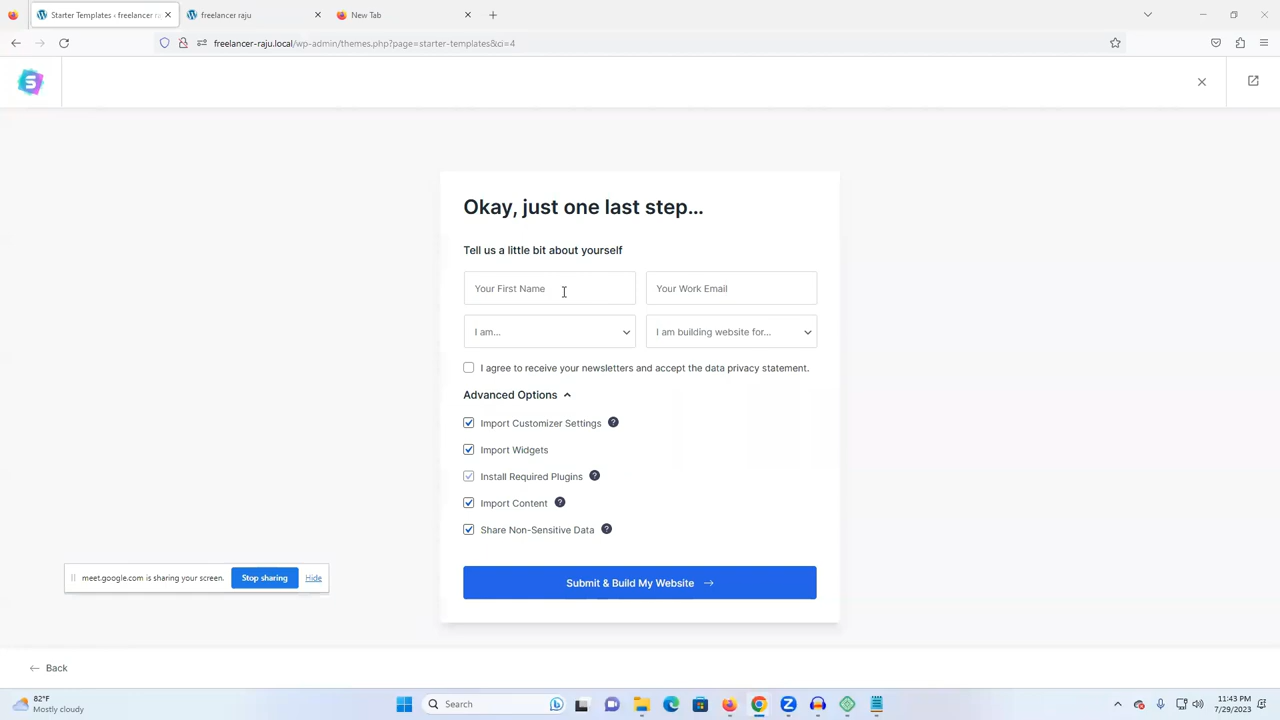 Starter Templates ‹ freelancer ra
freelancer raju
New Tab
freelancer-raju.local/wp-admin/themes.php?page=starter-templates&ci=4
Okay, just one last step...
Tell us a little bit about yourself
Your First Name
Your Work Email
I am...
I am building website for...
I agree to receive your newsletters and accept the data privacy statement.
Advanced Options
Import Customizer Settings ?
Import Widgets
Install Required Plugins ?
Import Content ?
Share Non-Sensitive Data ?
meet.google.com is sharing your screen.
Stop sharing
Hide
Submit & Build My Website →
← Back
82°F
Mostly cloudy
Search
11:43 PM
7/29/2023